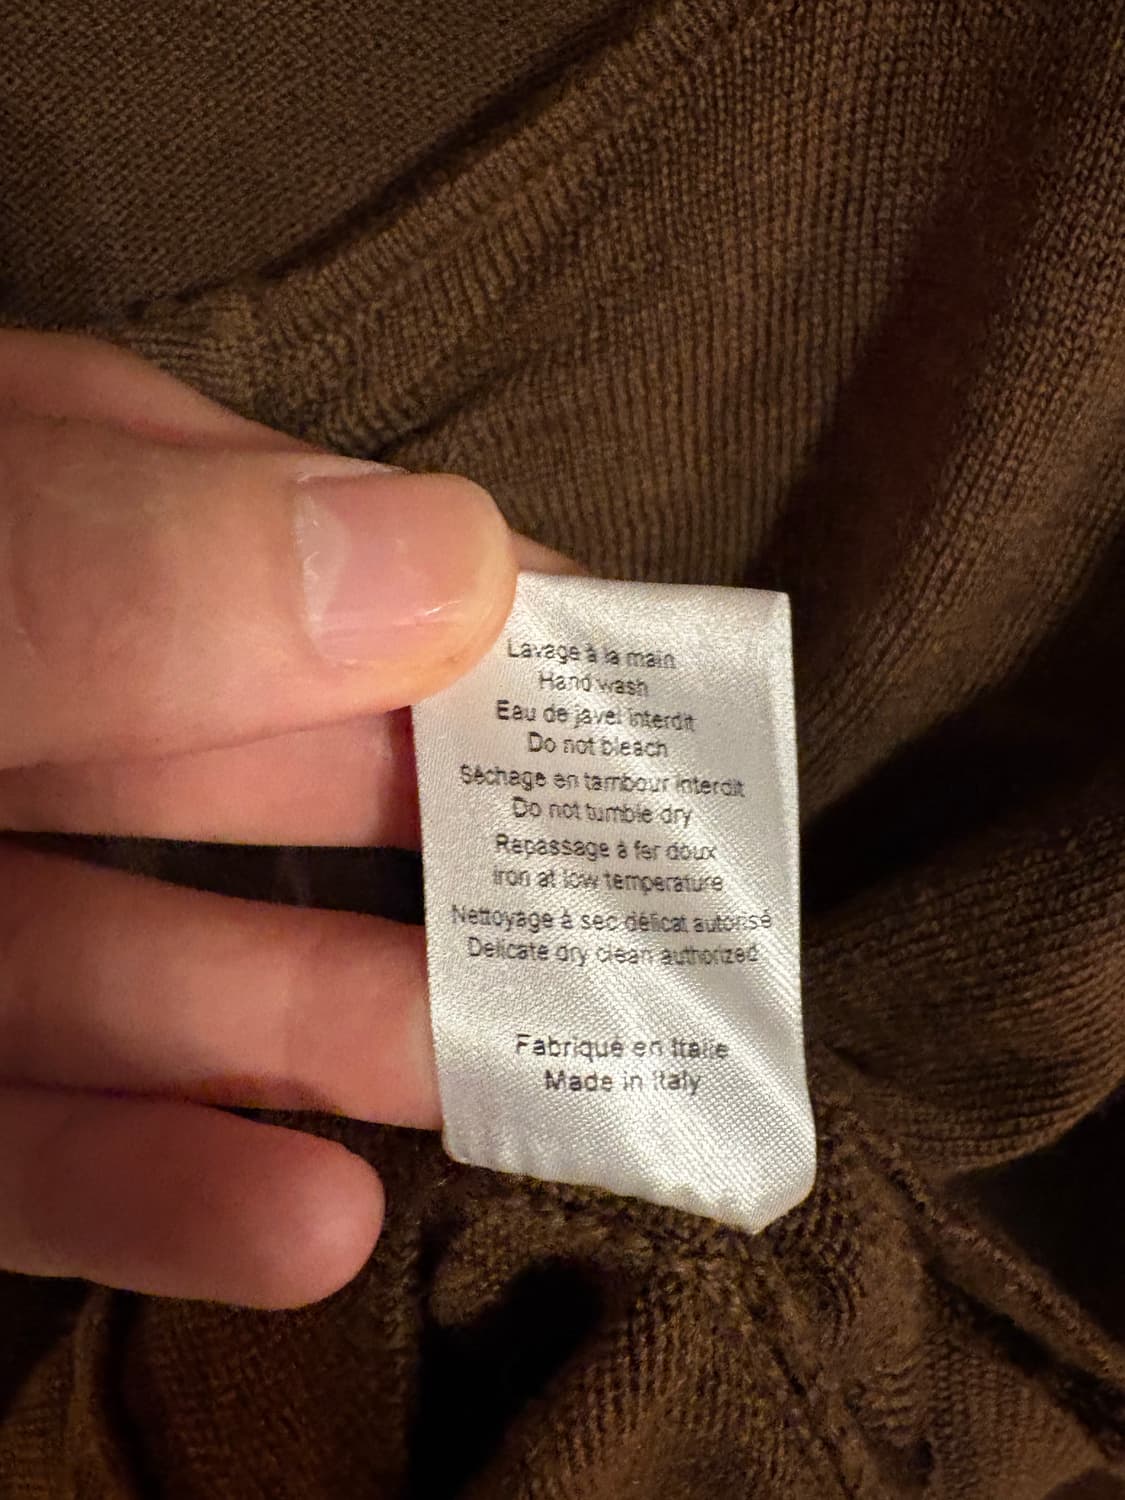 Lavage à la main
Hand wash
Eau de javel interdit
Do not bleach
Séchage en tambour interdit
Do not tumble dry
Repassage à fer doux
Iron at low temperature
Nettoyage à sec délicat autorisé
Delicate dry clean authorized
Fabriqué en Italie
Made in Italy